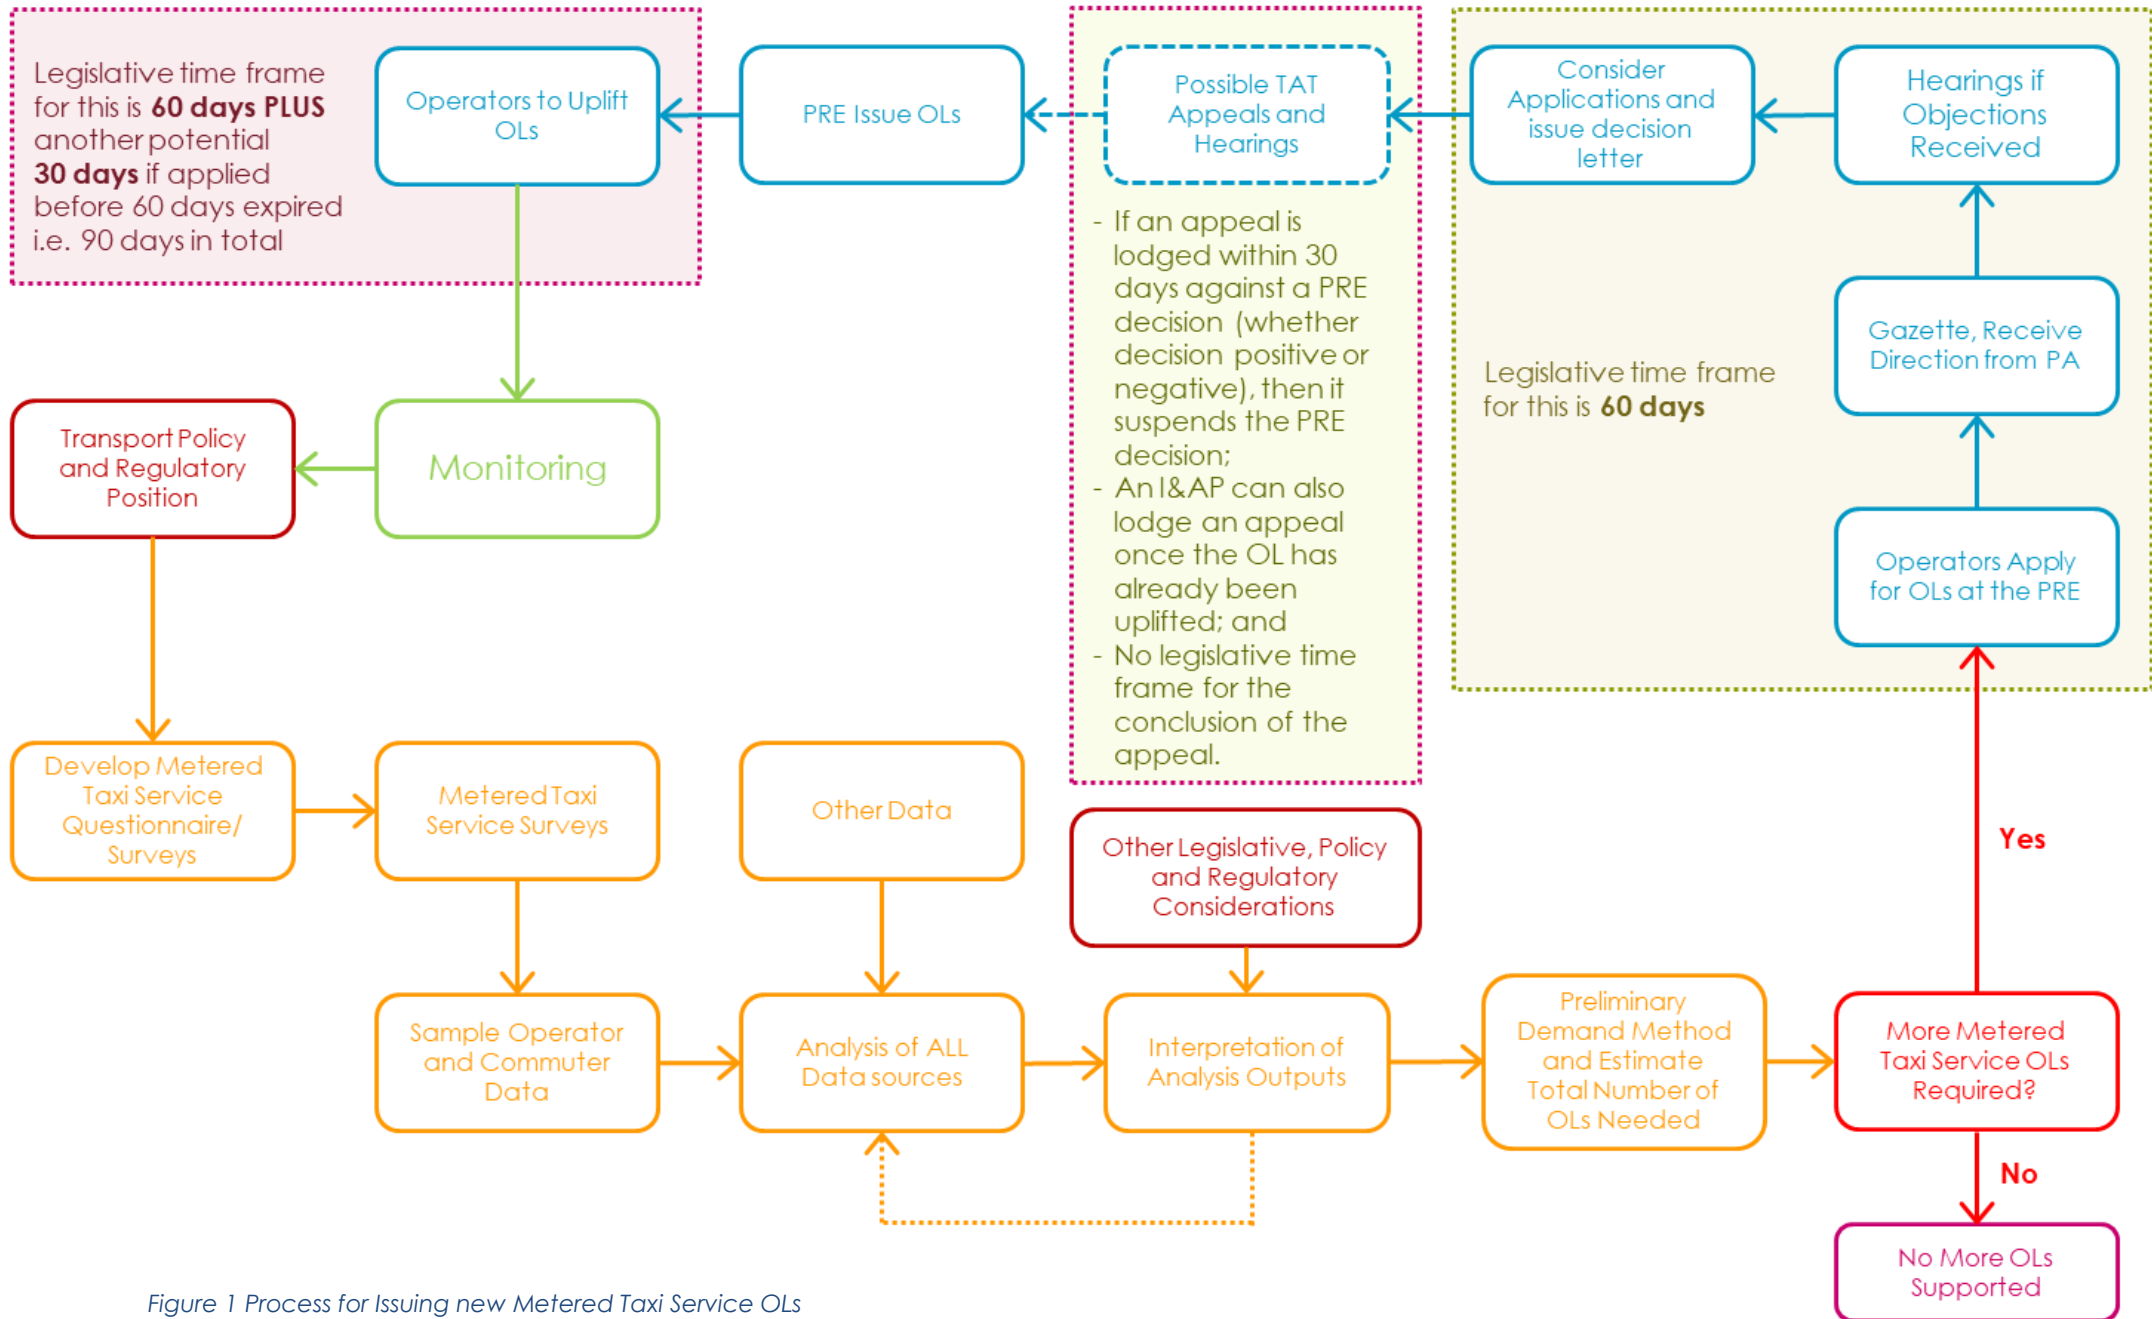 Legislative time frame
for this is 60 days PLUS
another potential
30 days if applied
before 60 days expired
i.e. 90 days in total
Operators to Uplift
OLs
PRE Issue OLs
Possible TAT
Appeals and
Hearings
Consider
Applications and
issue decision
letter
Hearings if
Objections
Received
- If an appeal is
lodged within 30
days against a PRE
decision (whether
decision positive or
negative), then it
suspends the PRE
decision;
- An I&AP can also
lodge an appeal
once the OL has
already been
uplifted; and
- No legislative time
frame for the
conclusion of the
appeal.
Legislative time frame
for this is 60 days
Gazette, Receive
Direction from PA
Operators Apply
for OLs at the PRE
Transport Policy
and Regulatory
Position
Monitoring
Develop Metered
Taxi Service
Questionnaire/
Surveys
Metered Taxi
Service Surveys
Other Data
Other Legislative, Policy
and Regulatory
Considerations
Yes
Sample Operator
and Commuter
Data
Analysis of ALL
Data sources
Interpretation of
Analysis Outputs
Preliminary
Demand Method
and Estimate
Total Number of
OLs Needed
More Metered
Taxi Service OLs
Required?
No
No More OLs
Supported
Figure 1 Process for Issuing new Metered Taxi Service OLs